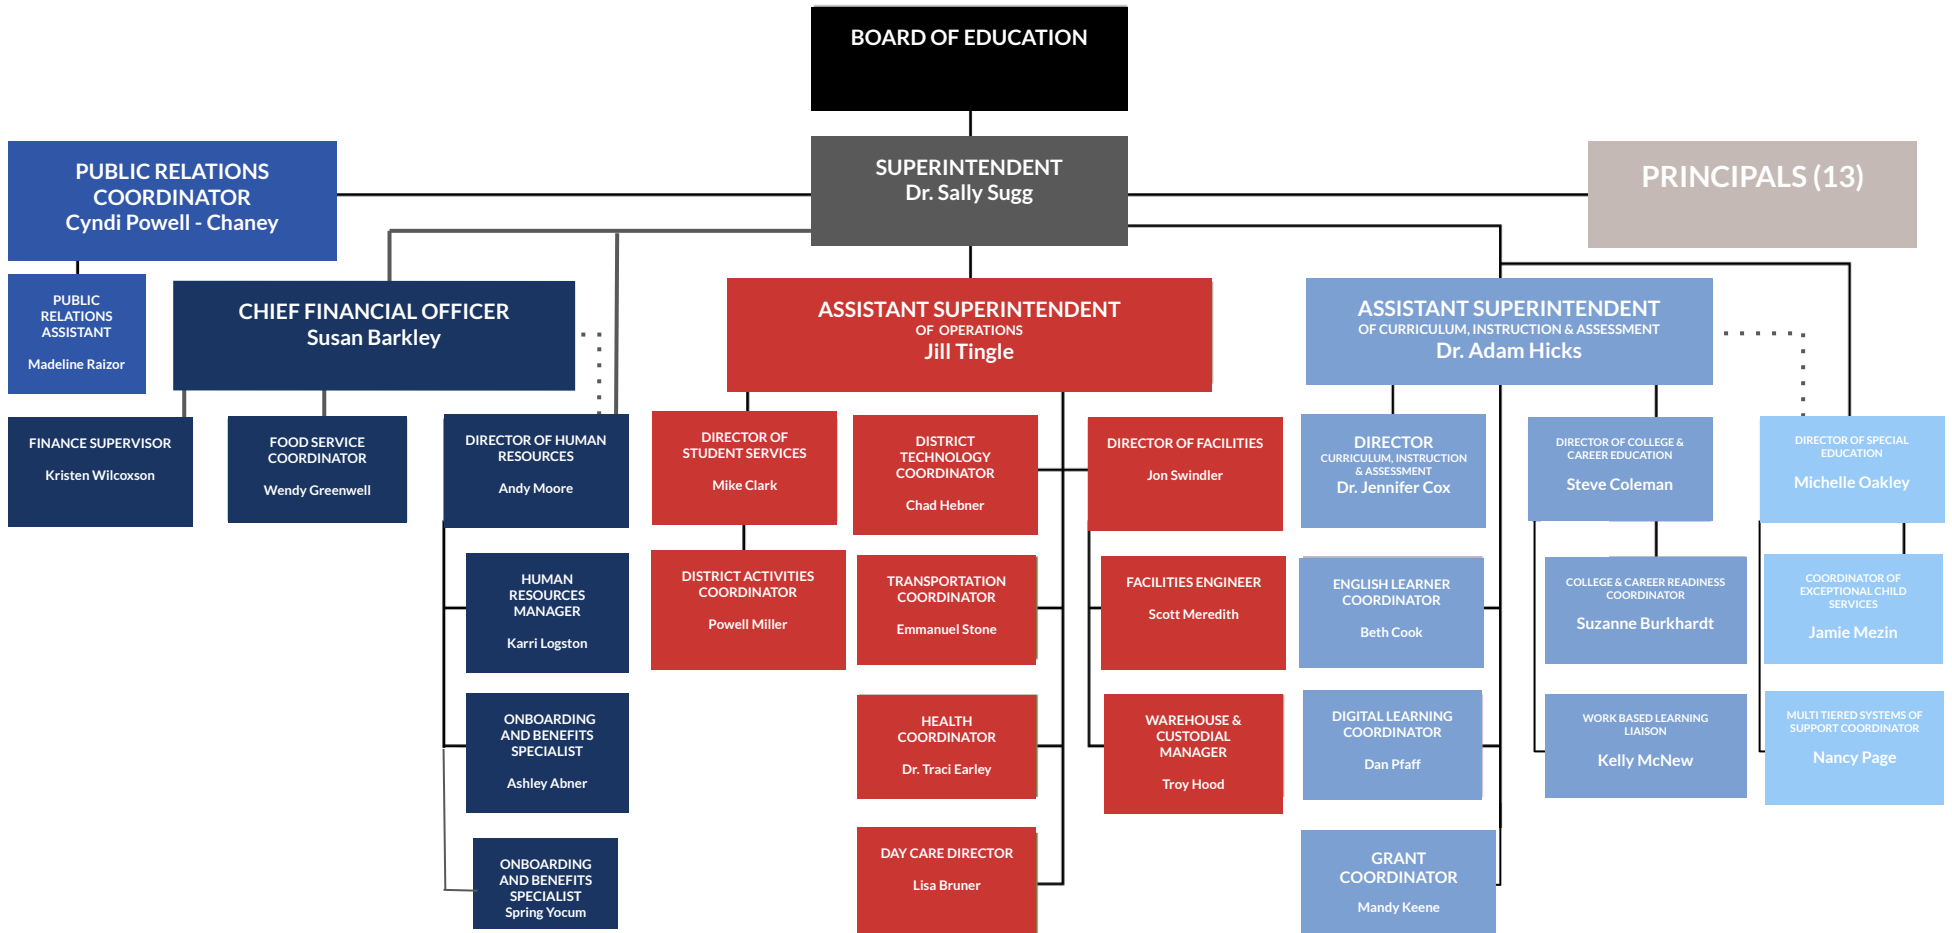 BOARD OF EDUCATION
SUPERINTENDENT
Dr. Sally Sugg
PUBLIC RELATIONS
COORDINATOR
Cyndi Powell - Chaney
PRINCIPALS (13)
PUBLIC
RELATIONS
ASSISTANT
Madeline Raizor
CHIEF FINANCIAL OFFICER
Susan Barkley
ASSISTANT SUPERINTENDENT
OF OPERATIONS
Jill Tingle
ASSISTANT SUPERINTENDENT
OF CURRICULUM, INSTRUCTION & ASSESSMENT
Dr. Adam Hicks
FINANCE SUPERVISOR
Kristen Wilcoxson
FOOD SERVICE
COORDINATOR
Wendy Greenwell
DIRECTOR OF HUMAN
RESOURCES
Andy Moore
DIRECTOR OF
STUDENT SERVICES
Mike Clark
DISTRICT
TECHNOLOGY
COORDINATOR
Chad Hebner
DIRECTOR OF FACILITIES
Jon Swindler
DIRECTOR
CURRICULUM, INSTRUCTION
& ASSESSMENT
Dr. Jennifer Cox
DIRECTOR OF COLLEGE &
CAREER EDUCATION
Steve Coleman
DIRECTOR OF SPECIAL
EDUCATION
Michelle Oakley
HUMAN
RESOURCES
MANAGER
Karri Logston
DISTRICT ACTIVITIES
COORDINATOR
Powell Miller
TRANSPORTATION
COORDINATOR
Emmanuel Stone
FACILITIES ENGINEER
Scott Meredith
ENGLISH LEARNER
COORDINATOR
Beth Cook
COLLEGE & CAREER READINESS
COORDINATOR
Suzanne Burkhardt
COORDINATOR OF
EXCEPTIONAL CHILD
SERVICES
Jamie Mezin
ONBOARDING
AND BENEFITS
SPECIALIST
Ashley Abner
HEALTH
COORDINATOR
Dr. Traci Earley
WAREHOUSE &
CUSTODIAL
MANAGER
Troy Hood
DIGITAL LEARNING
COORDINATOR
Dan Pfaff
WORK BASED LEARNING
LIAISON
Kelly McNew
MULTI TIERED SYSTEMS OF
SUPPORT COORDINATOR
Nancy Page
ONBOARDING
AND BENEFITS
SPECIALIST
Spring Yocum
DAY CARE DIRECTOR
Lisa Bruner
GRANT
COORDINATOR
Mandy Keene